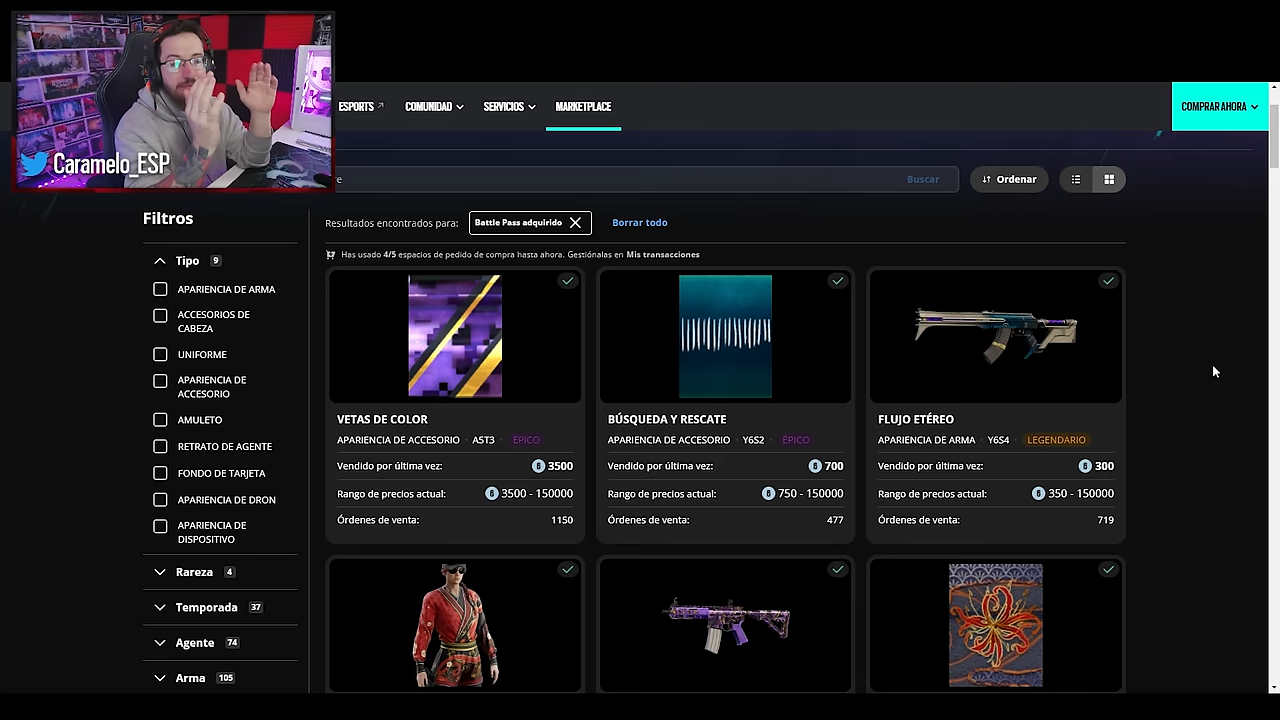 ESPORTS
COMUNIDAD
SERVICIOS
MARKETPLACE
COMPRAR AHORA
Caramelo_ESP
Buscar
Ordenar
Filtros
Resultados encontrados para:
Battle Pass adquirido
Borrar todo
Has usado 4/5 espacios de pedido de compra hasta ahora. Gestiónalas en Mis transacciones
Tipo 9
APARIENCIA DE ARMA
ACCESORIOS DE
CABEZA
UNIFORME
APARIENCIA DE
ACCESORIO
AMULETO
RETRATO DE AGENTE
FONDO DE TARJETA
APARIENCIA DE DRON
APARIENCIA DE
DISPOSITIVO
Rareza 4
Temporada 37
Agente 74
Arma 105
VETAS DE COLOR
APARIENCIA DE ACCESORIO · A5T3 · ÉPICO
Vendido por última vez: 3500
Rango de precios actual: 3500 - 150000
Órdenes de venta: 1150
BÚSQUEDA Y RESCATE
APARIENCIA DE ACCESORIO · Y6S2 · ÉPICO
Vendido por última vez: 700
Rango de precios actual: 750 - 150000
Órdenes de venta: 477
FLUJO ETÉREO
APARIENCIA DE ARMA · Y6S4 · LEGENDARIO
Vendido por última vez: 300
Rango de precios actual: 350 - 150000
Órdenes de venta: 719